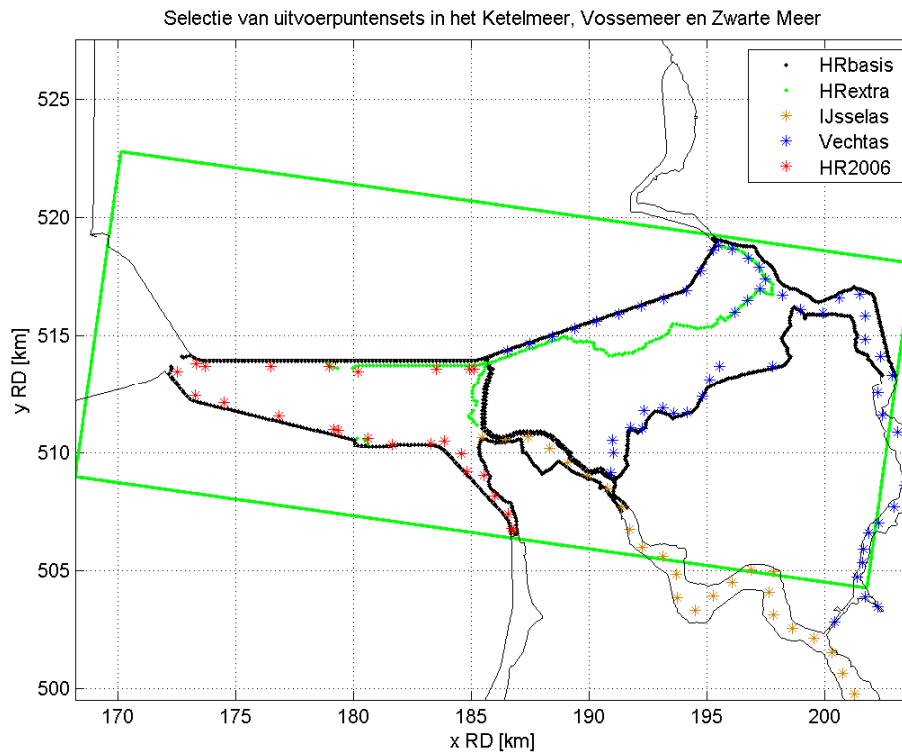 Selectie van uitvoerpuntensets in het Ketelmeer, Vossemeer en Zwarte Meer
HRbasis
HRextra
IJsselas
Vechtas
HR2006
525
520
515
510
505
500
y RD [km]
170 175 180 185 190 195 200
x RD [km]